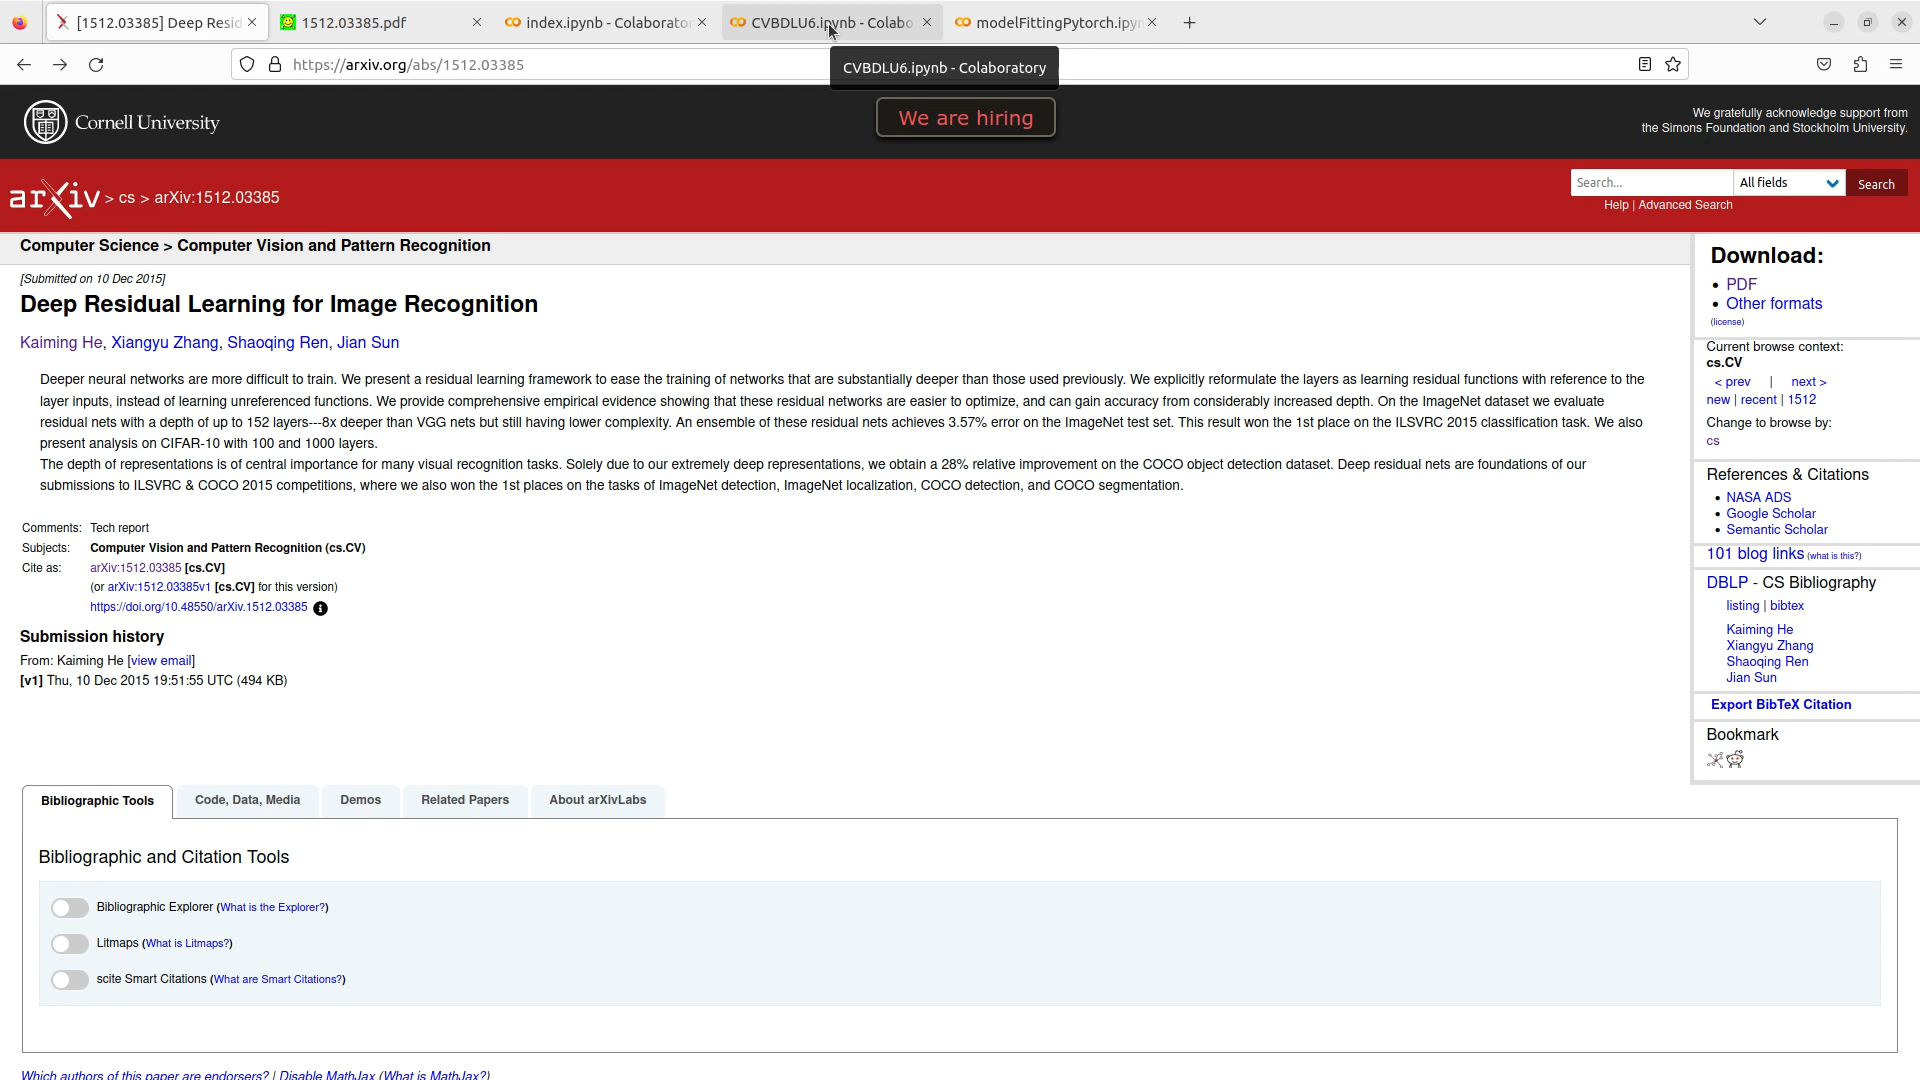 [1512.03385] Deep Resid
1512.03385.pdf
index.ipynb - Colaborator
CVBDLU6.ipynb - Colabo
modelFittingPytorch.ipyn
https://arxiv.org/abs/1512.03385
CVBDLU6.ipynb - Colaboratory
Cornell University
We are hiring
We gratefully acknowledge support from
the Simons Foundation and Stockholm University.
arXiv > cs > arXiv:1512.03385
Search...
All fields
Search
Help | Advanced Search
Computer Science > Computer Vision and Pattern Recognition
[Submitted on 10 Dec 2015]
Deep Residual Learning for Image Recognition
Kaiming He, Xiangyu Zhang, Shaoqing Ren, Jian Sun
Deeper neural networks are more difficult to train. We present a residual learning framework to ease the training of networks that are substantially deeper than those used previously. We explicitly reformulate the layers as learning residual functions with reference to the
layer inputs, instead of learning unreferenced functions. We provide comprehensive empirical evidence showing that these residual networks are easier to optimize, and can gain accuracy from considerably increased depth. On the ImageNet dataset we evaluate
residual nets with a depth of up to 152 layers---8x deeper than VGG nets but still having lower complexity. An ensemble of these residual nets achieves 3.57% error on the ImageNet test set. This result won the 1st place on the ILSVRC 2015 classification task. We also
present analysis on CIFAR-10 with 100 and 1000 layers.
The depth of representations is of central importance for many visual recognition tasks. Solely due to our extremely deep representations, we obtain a 28% relative improvement on the COCO object detection dataset. Deep residual nets are foundations of our
submissions to ILSVRC & COCO 2015 competitions, where we also won the 1st places on the tasks of ImageNet detection, ImageNet localization, COCO detection, and COCO segmentation.
Comments: Tech report
Subjects: Computer Vision and Pattern Recognition (cs.CV)
Cite as: arXiv:1512.03385 [cs.CV]
(or arXiv:1512.03385v1 [cs.CV] for this version)
https://doi.org/10.48550/arXiv.1512.03385
Submission history
From: Kaiming He [view email]
[v1] Thu, 10 Dec 2015 19:51:55 UTC (494 KB)
Download:
PDF
Other formats
(license)
Current browse context:
cs.CV
< prev | next >
new | recent | 1512
Change to browse by:
cs
References & Citations
NASA ADS
Google Scholar
Semantic Scholar
101 blog links (what is this?)
DBLP - CS Bibliography
listing | bibtex
Kaiming He
Xiangyu Zhang
Shaoqing Ren
Jian Sun
Export BibTeX Citation
Bookmark
Bibliographic Tools
Code, Data, Media
Demos
Related Papers
About arXivLabs
Bibliographic and Citation Tools
Bibliographic Explorer (What is the Explorer?)
Litmaps (What is Litmaps?)
scite Smart Citations (What are Smart Citations?)
Which authors of this paper are endorsers? | Disable MathJax (What is MathJax?)